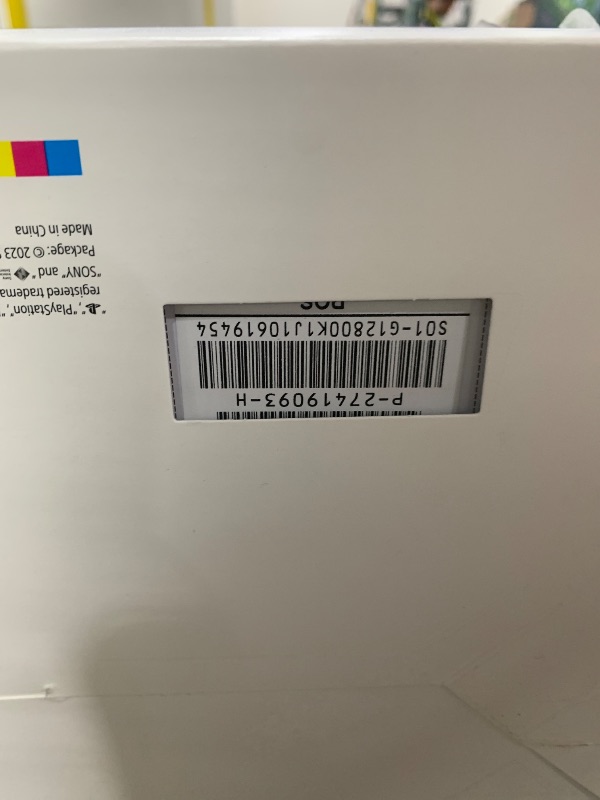 P-27419093-H
S01-G12800K1J10619454
"PlayStation",
registered tradema
"SONY" and "
Package: © 2023
Made in China